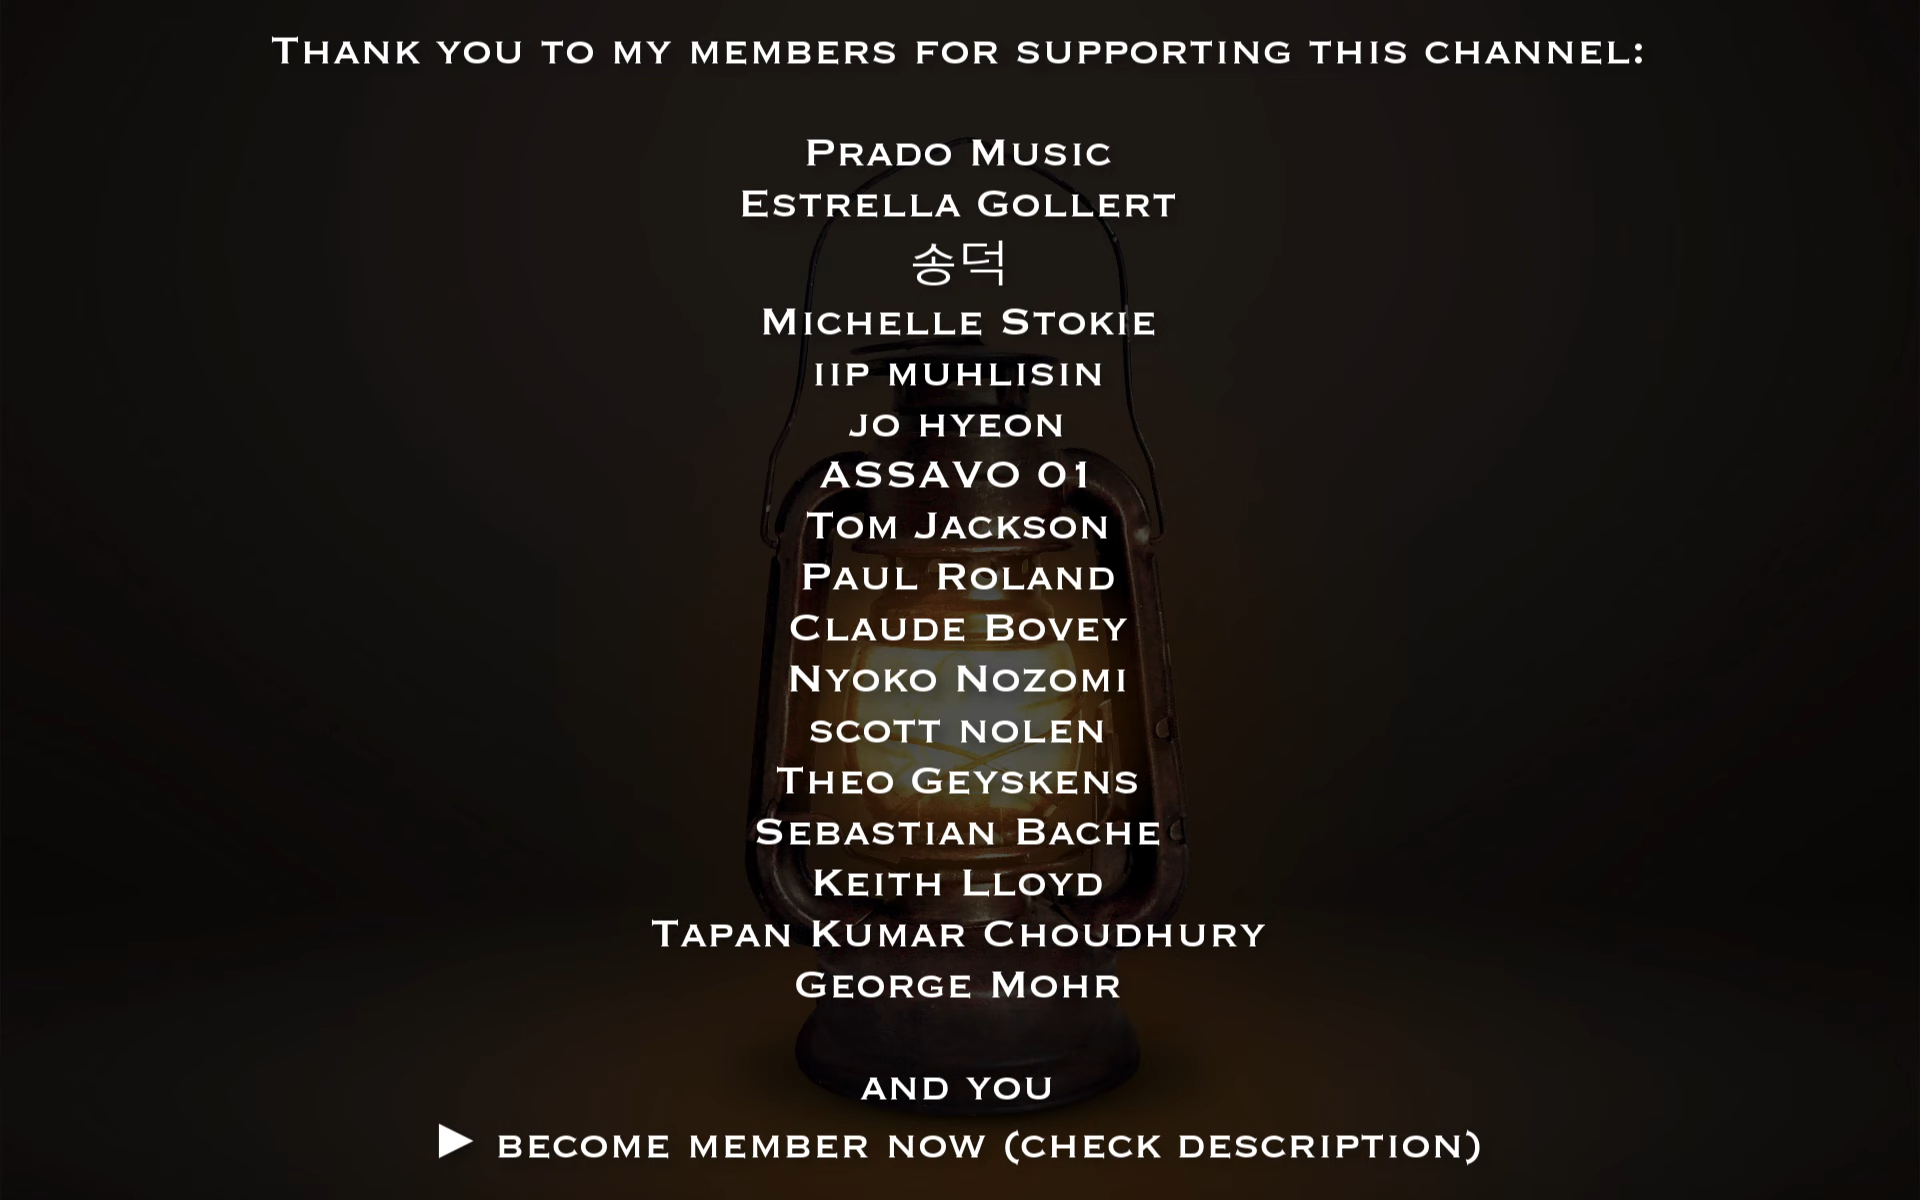 Thank you to my members for supporting this channel:
Prado Music
Estrella Gollert
송덕
Michelle Stokie
iip muhlisin
jo hyeon
ASSAVO 01
Tom Jackson
Paul Roland
Claude Bovey
Nyoko Nozomi
scott nolen
Theo Geyskens
Sebastian Bache
Keith Lloyd
Tapan Kumar Choudhury
George Mohr
and you
▶ become member now (check description)